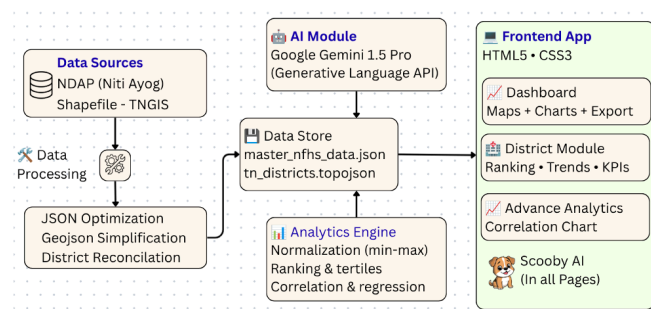 Data Sources
NDAP (Niti Ayog)
Shapefile - TNGIS
Data
Processing
JSON Optimization
Geojson Simplification
District Reconcilation
AI Module
Google Gemini 1.5 Pro
(Generative Language API)
Data Store
master_nfhs_data.json
tn_districts.topojson
Analytics Engine
Normalization (min-max)
Ranking & tertiles
Correlation & regression
Frontend App
HTML5 • CSS3
Dashboard
Maps + Charts + Export
District Module
Ranking • Trends • KPIs
Advance Analytics
Correlation Chart
Scooby AI
(In all Pages)